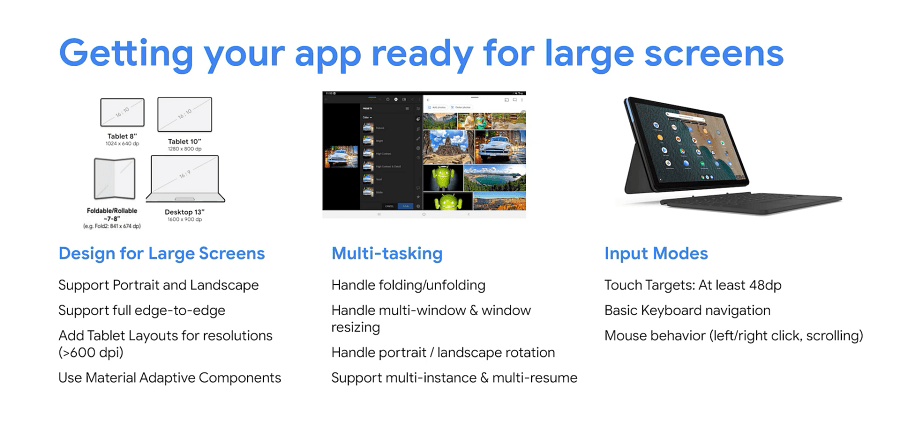 Getting your app ready for large screens
16 : 10
Tablet 8"
1024 x 640 dp
16 : 10
Tablet 10"
1280 x 800 dp
Foldable/Rollable
~7-8"
(e.g. Fold2: 841 x 674 dp)
16 : 9
Desktop 13"
1600 x 900 dp
Design for Large Screens
Support Portrait and Landscape
Support full edge-to-edge
Add Tablet Layouts for resolutions
(>600 dpi)
Use Material Adaptive Components
Multi-tasking
Handle folding/unfolding
Handle multi-window & window
resizing
Handle portrait / landscape rotation
Support multi-instance & multi-resume
Input Modes
Touch Targets: At least 48dp
Basic Keyboard navigation
Mouse behavior (left/right click, scrolling)